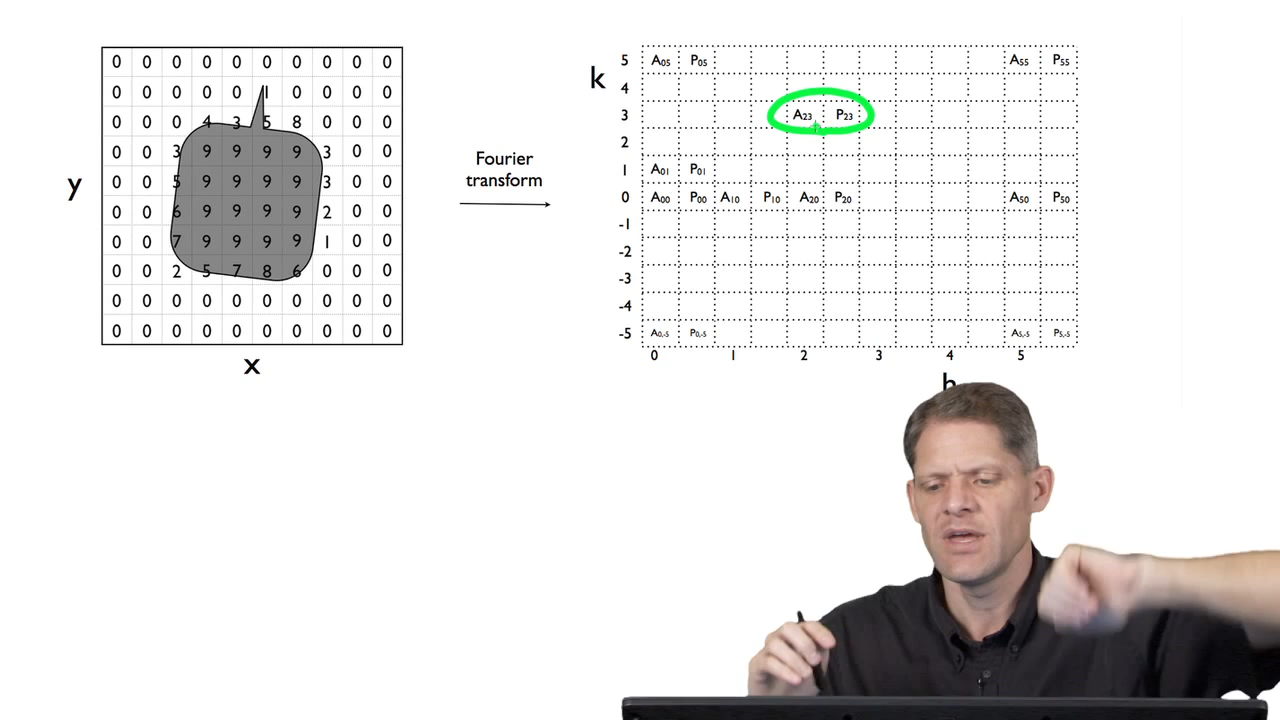 0 0 0 0 0 0 0 0 0 0
0 0 0 0 0 1 0 0 0 0
0 0 0 4 3 5 8 0 0 0
0 0 3 9 9 9 9 3 0 0
0 0 5 9 9 9 9 3 0 0
0 0 6 9 9 9 9 2 0 0
0 0 7 9 9 9 9 1 0 0
0 0 2 5 7 8 6 0 0 0
0 0 0 0 0 0 0 0 0 0
0 0 0 0 0 0 0 0 0 0
y
x
Fourier
transform
k
5 A05 P05 A55 P55
4
3 A23 P23
2
1 A01 P01
0 A00 P00 A10 P10 A20 P20 A50 P50
-1
-2
-3
-4
-5 A0,-5 P0,-5 A5,-5 P5,-5
0 1 2 3 4 5
h